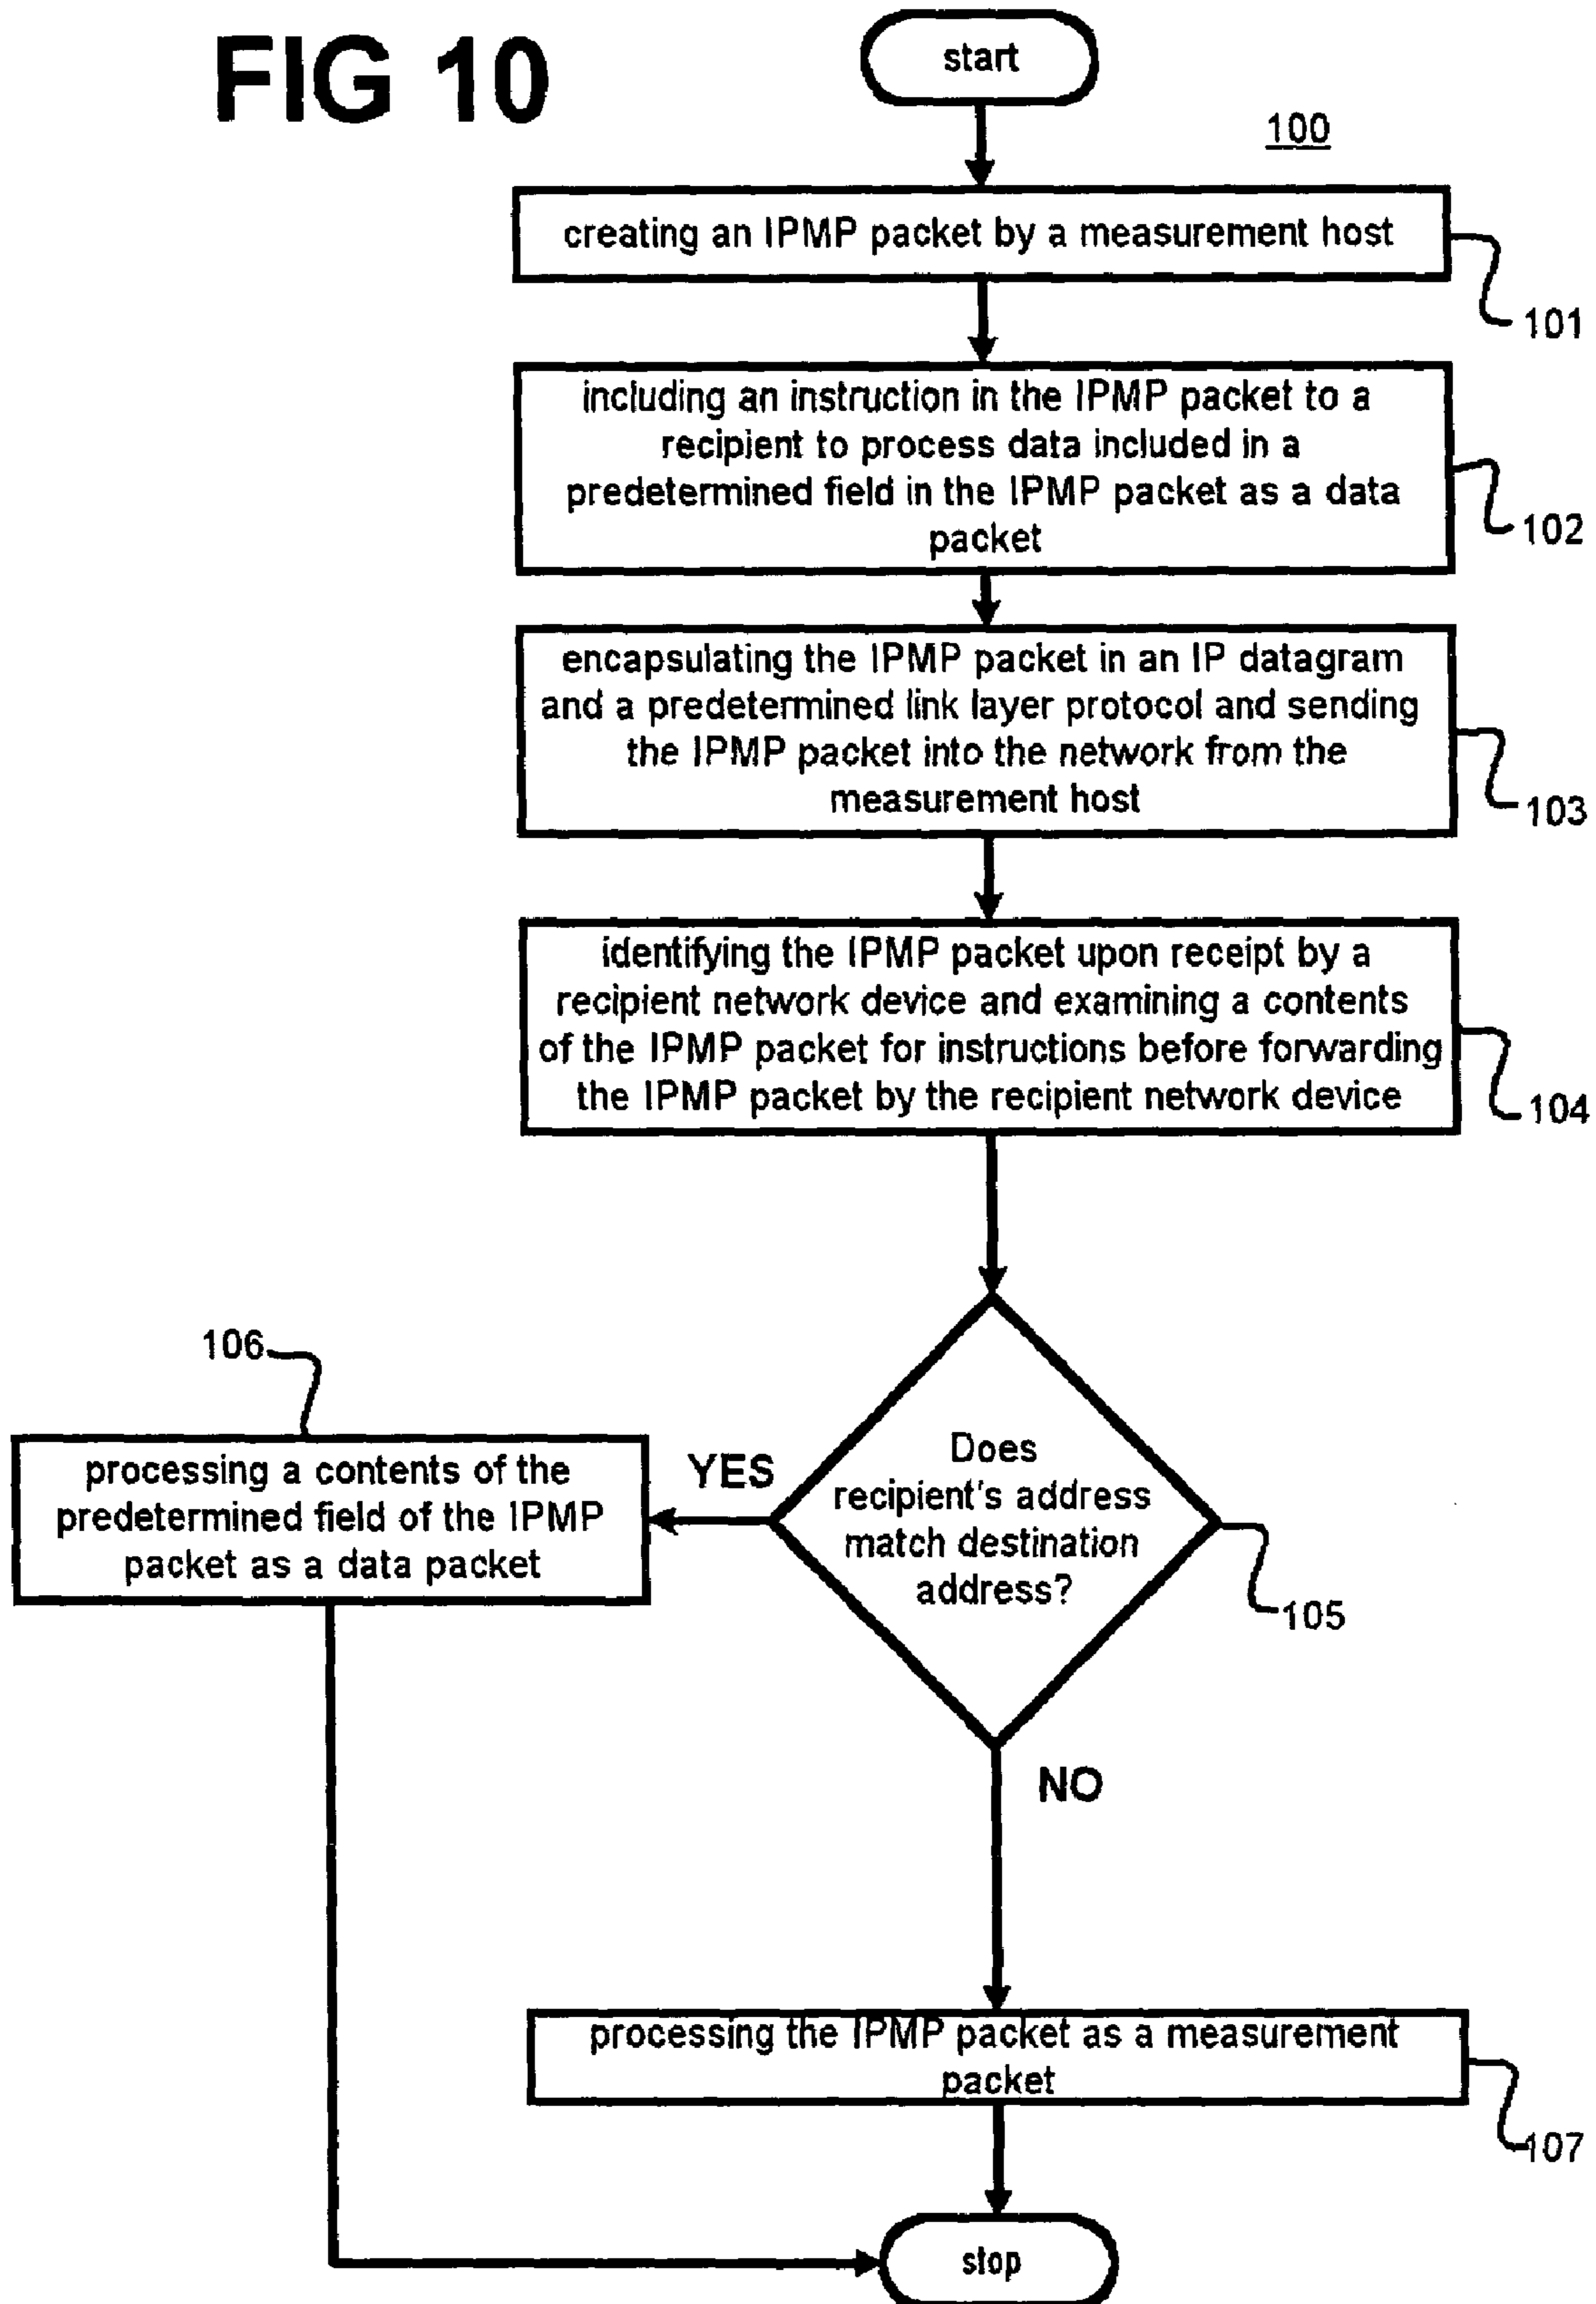 FIG 10
start
100
creating an IPMP packet by a measurement host
101
including an instruction in the IPMP packet to a
recipient to process data included in a
predetermined field in the IPMP packet as a data
packet
102
encapsulating the IPMP packet in an IP datagram
and a predetermined link layer protocol and sending
the IPMP packet into the network from the
measurement host
103
identifying the IPMP packet upon receipt by a
recipient network device and examining a contents
of the IPMP packet for instructions before forwarding
the IPMP packet by the recipient network device
104
106
processing a contents of the
predetermined field of the IPMP
packet as a data packet
YES
Does
recipient's address
match destination
address?
105
NO
processing the IPMP packet as a measurement
packet
107
stop